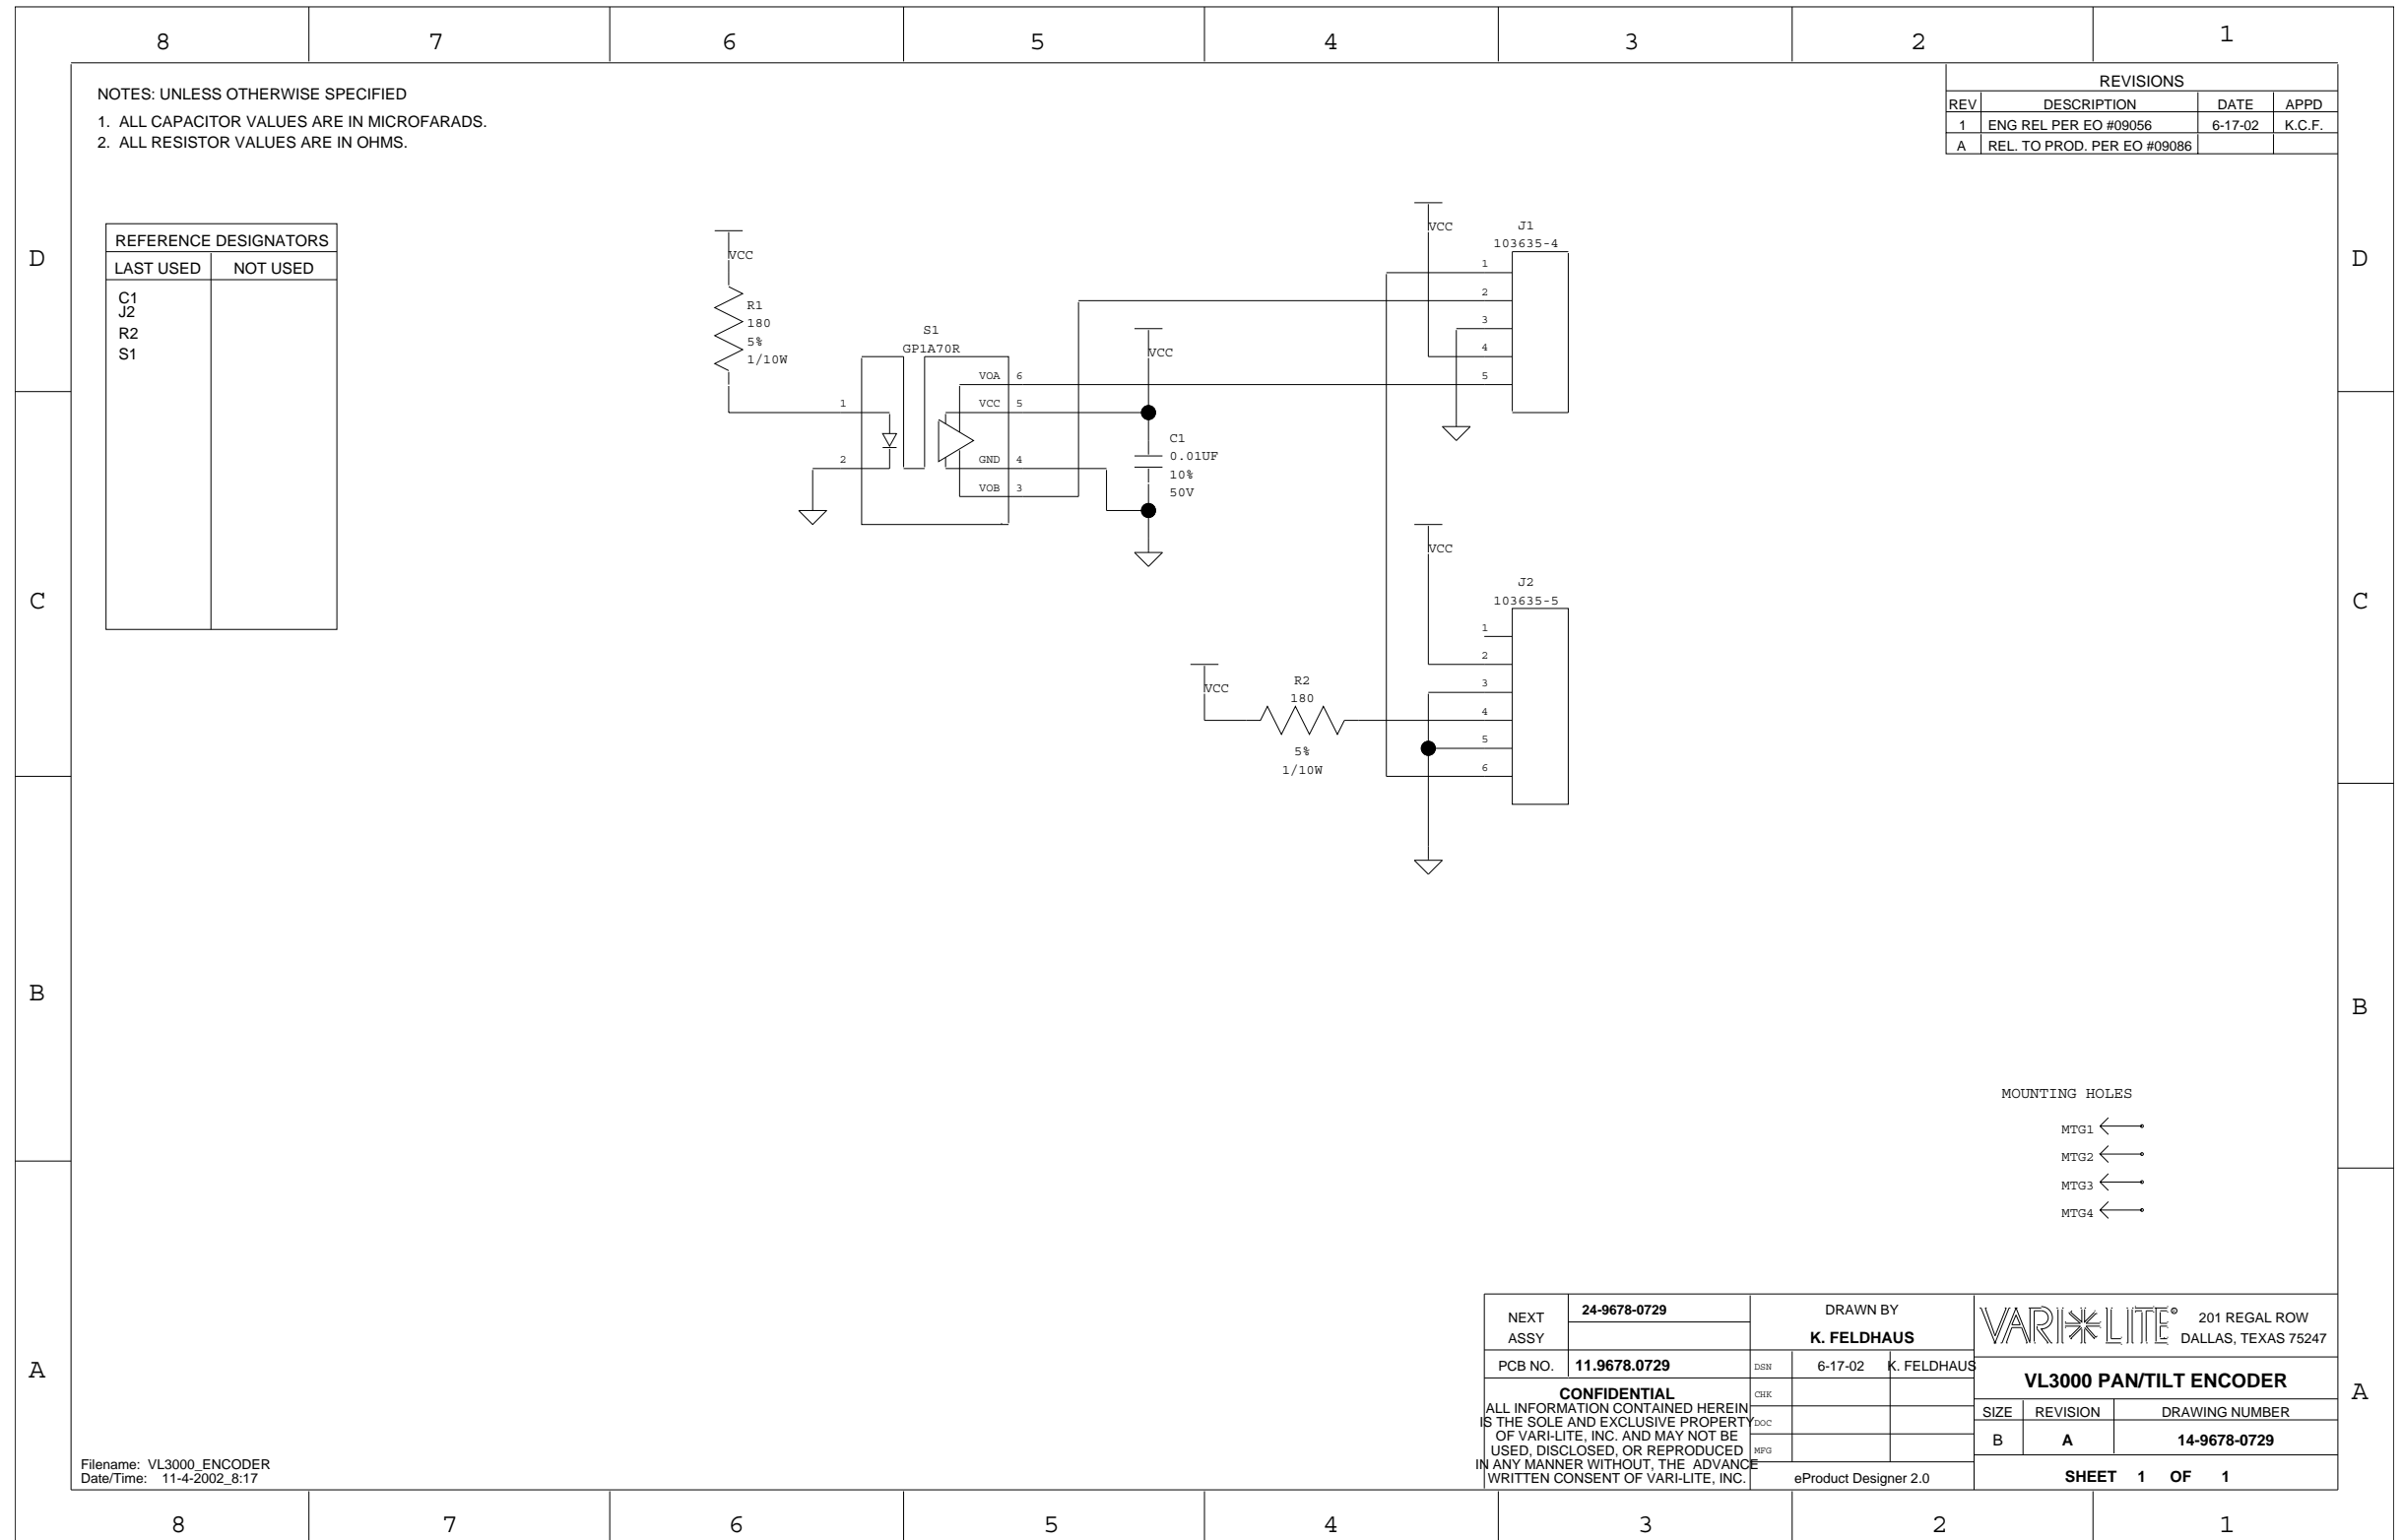 8 7 6 5 4 3 2 1
NOTES: UNLESS OTHERWISE SPECIFIED
1. ALL CAPACITOR VALUES ARE IN MICROFARADS.
2. ALL RESISTOR VALUES ARE IN OHMS.
REVISIONS
REV DESCRIPTION DATE APPD
1 ENG REL PER EO #09056 6-17-02 K.C.F.
A REL. TO PROD. PER EO #09086
REFERENCE DESIGNATORS
LAST USED NOT USED
C1
J2
R2
S1
D
D
C
C
B
B
A
A
VCC
R1
180
5%
1/10W
S1
GP1A70R
1
2
VOA 6
VCC 5
GND 4
VOB 3
VCC
C1
0.01UF
10%
50V
VCC
J1
103635-4
1
2
3
4
5
VCC
J2
103635-5
1
2
3
4
5
6
VCC
R2
180
5%
1/10W
MOUNTING HOLES
MTG1
MTG2
MTG3
MTG4
NEXT
ASSY
24-9678-0729
PCB NO. 11.9678.0729
CONFIDENTIAL
ALL INFORMATION CONTAINED HEREIN
IS THE SOLE AND EXCLUSIVE PROPERTY
OF VARI-LITE, INC. AND MAY NOT BE
USED, DISCLOSED, OR REPRODUCED
IN ANY MANNER WITHOUT, THE ADVANCE
WRITTEN CONSENT OF VARI-LITE, INC.
DRAWN BY
K. FELDHAUS
DSN 6-17-02 K. FELDHAUS
CHK
DOC
MFG
eProduct Designer 2.0
VARI*LITE®
201 REGAL ROW
DALLAS, TEXAS 75247
VL3000 PAN/TILT ENCODER
SIZE REVISION DRAWING NUMBER
B A 14-9678-0729
SHEET 1 OF 1
Filename: VL3000_ENCODER
Date/Time: 11-4-2002_8:17
8 7 6 5 4 3 2 1